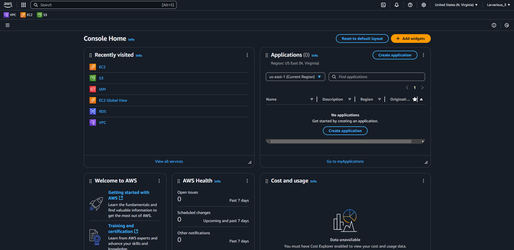 aws
Search
[Alt+S]
United States (N. Virginia)
VPC
EC2
S3
Console Home
Info
Reset to default layout
+ Add widgets
Recently visited
Info
EC2
S3
IAM
EC2 Global View
RDS
VPC
View all services
Applications (0)
Info
Region: US East (N. Virginia)
Create application
us-east-1 (Current Region)
Find applications
1
Name
Description
Region
Originati...
No applications
Get started by creating an application.
Create application
Go to myApplications
Welcome to AWS
Getting started with
AWS
Learn the fundamentals and
find valuable information to
get the most out of AWS.
Training and
certification
Learn from AWS experts and
advance your skills and
AWS Health
Info
Open issues
0
Past 7 days
Scheduled changes
0
Upcoming and past 7 days
Other notifications
0
Past 7 days
Cost and usage
Info
Data unavailable
You must have Cost Explorer enabled to view your cost and usage data.